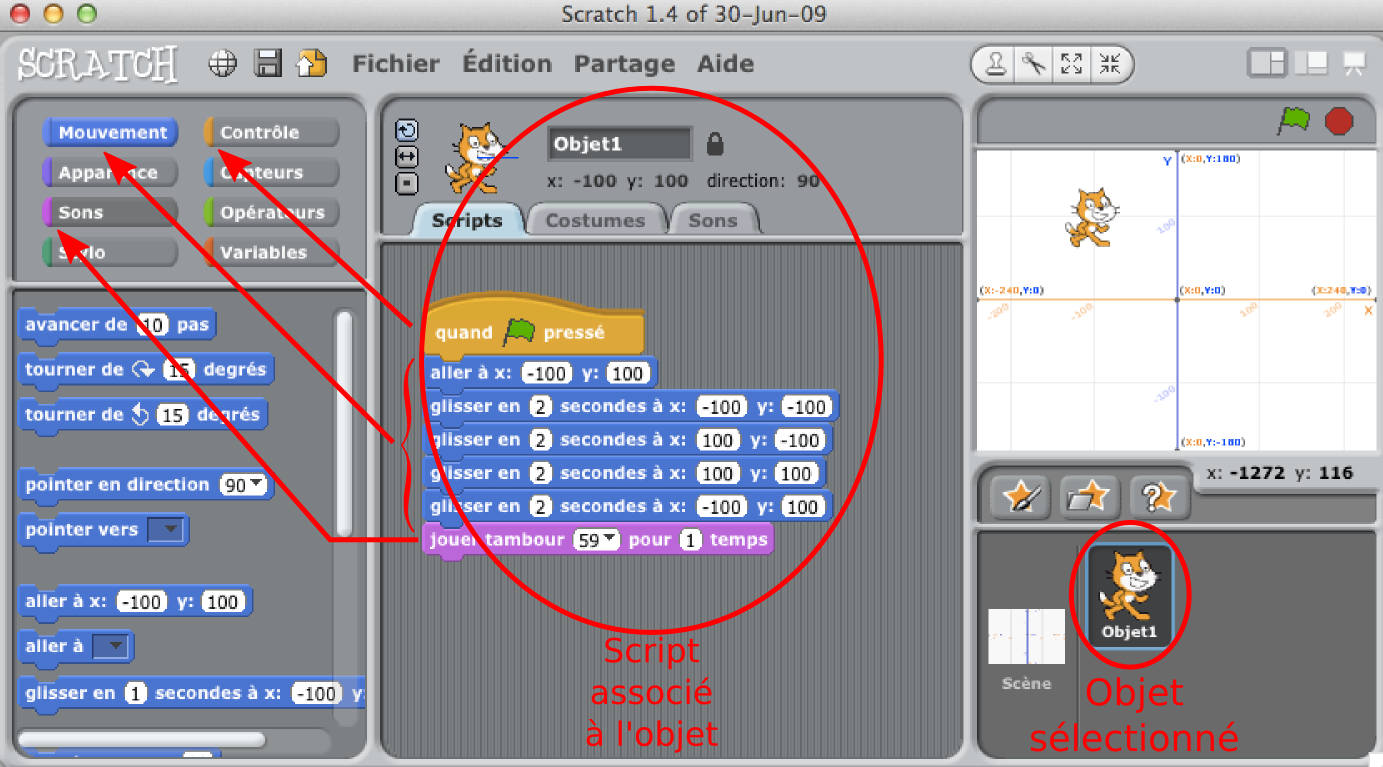 Scratch 1.4 of 30-Jun-09
SCRATCH
Fichier Édition Partage Aide
Mouvement Contrôle
Apparence Capteurs
Sons Opérateurs
Stylo Variables
avancer de 10 pas
tourner de 15 degrés
tourner de 15 degrés
pointer en direction 90
pointer vers
aller à x: -100 y: 100
aller à
glisser en 1 secondes à x: -100 y:
Objet1
x: -100 y: 100 direction: 90
Scripts Costumes Sons
quand pressé
aller à x: -100 y: 100
glisser en 2 secondes à x: -100 y: -100
glisser en 2 secondes à x: 100 y: -100
glisser en 2 secondes à x: 100 y: 100
glisser en 2 secondes à x: -100 y: 100
jouer tambour 59 pour 1 temps
Script
associé
à l'objet
Y (X:0,Y:180)
100
(X:-240,Y:0) (X:0,Y:0) (X:240,Y:0)
-200 -100 100 200 X
-100
(X:0,Y:-180)
x: -1272 y: 116
Objet1
Scène
Objet
sélectionné